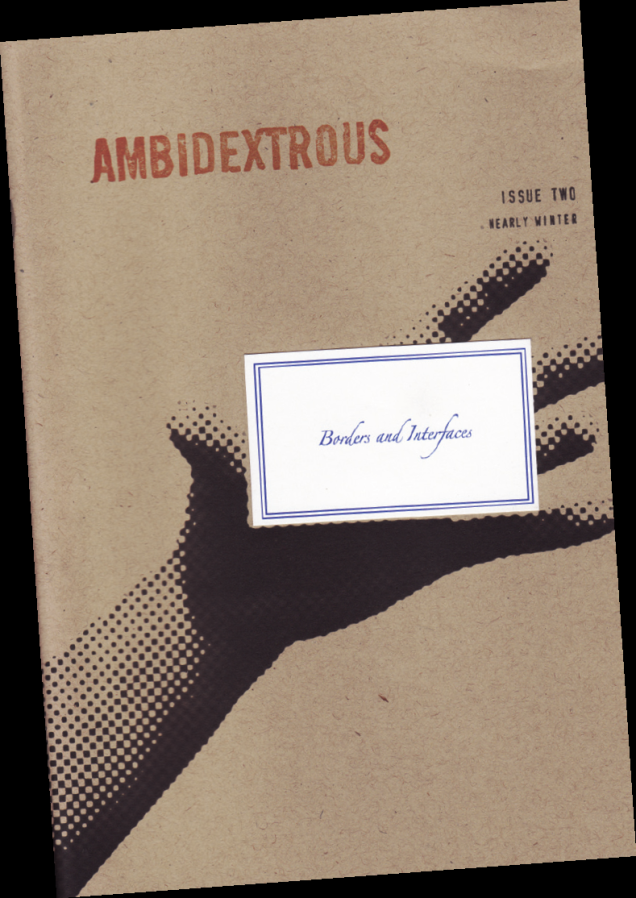 AMBIDEXTROUS
ISSUE TWO
NEARLY WINTER
Borders and Interfaces